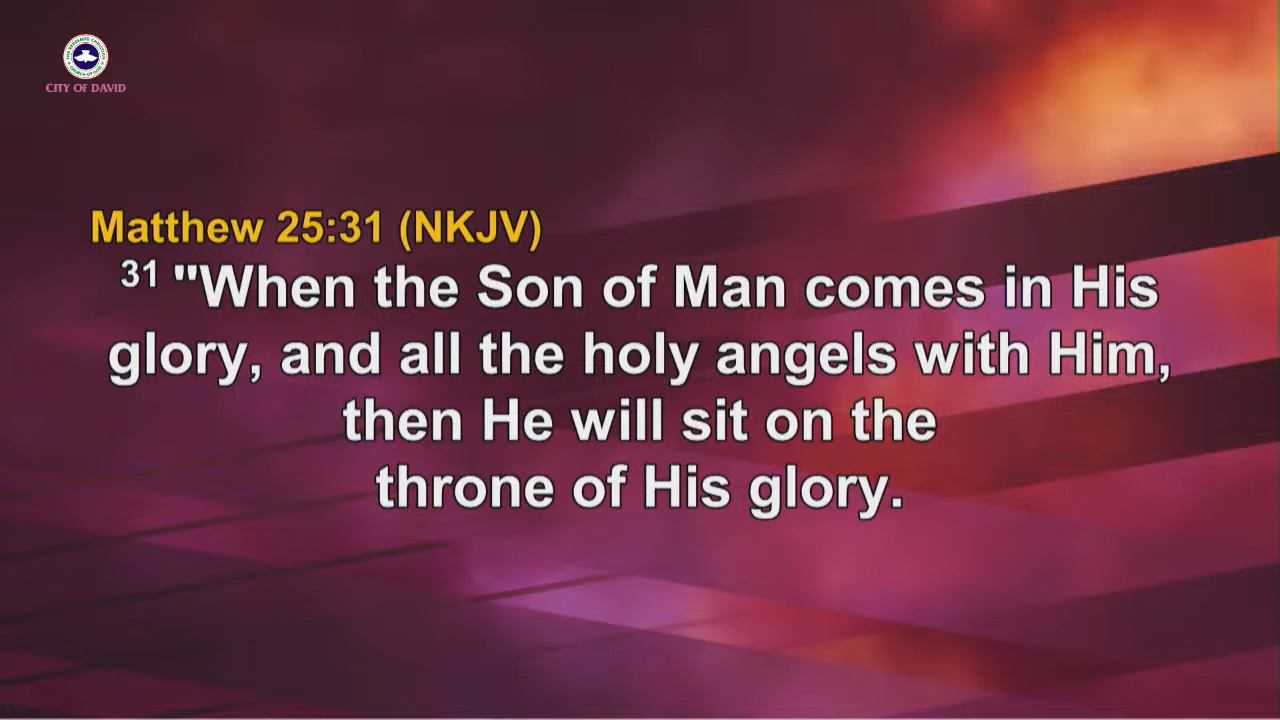 CITY OF DAVID
Matthew 25:31 (NKJV)
31 "When the Son of Man comes in His
glory, and all the holy angels with Him,
then He will sit on the
throne of His glory.